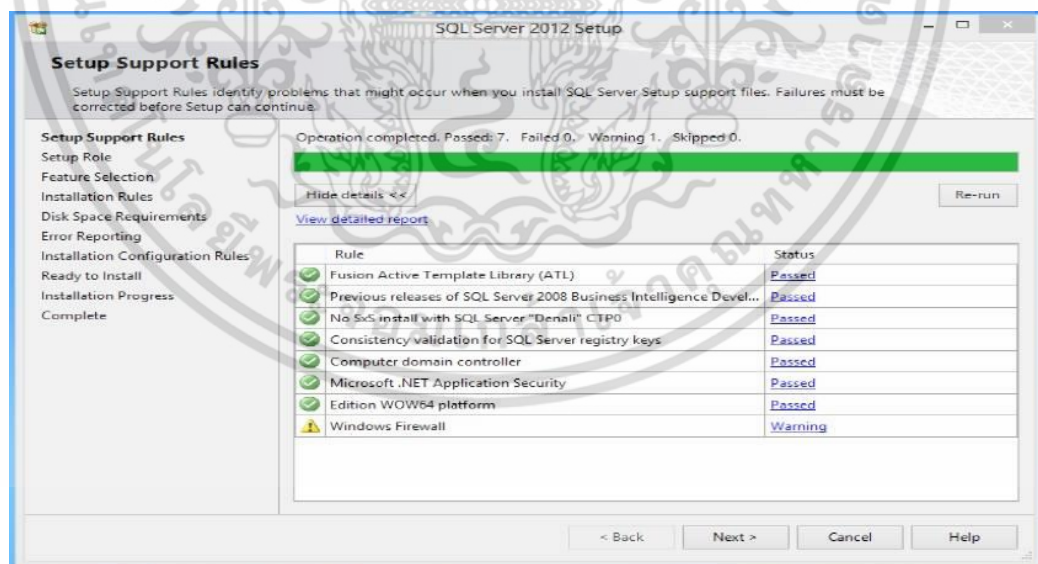 SQL Server 2012 Setup
Setup Support Rules
Setup Support Rules identify problems that might occur when you install SQL Server Setup support files. Failures must be
corrected before Setup can continue.
Setup Support Rules
Setup Role
Feature Selection
Installation Rules
Disk Space Requirements
Error Reporting
Installation Configuration Rules
Ready to Install
Installation Progress
Complete
Operation completed. Passed: 7. Failed 0. Warning 1. Skipped 0.
Hide details <<
Re-run
View detailed report
Rule Status
Fusion Active Template Library (ATL) Passed
Previous releases of SQL Server 2008 Business Intelligence Devel... Passed
No SxS install with SQL Server "Denali" CTP0 Passed
Consistency validation for SQL Server registry keys Passed
Computer domain controller Passed
Microsoft .NET Application Security Passed
Edition WOW64 platform Passed
Windows Firewall Warning
< Back Next > Cancel Help